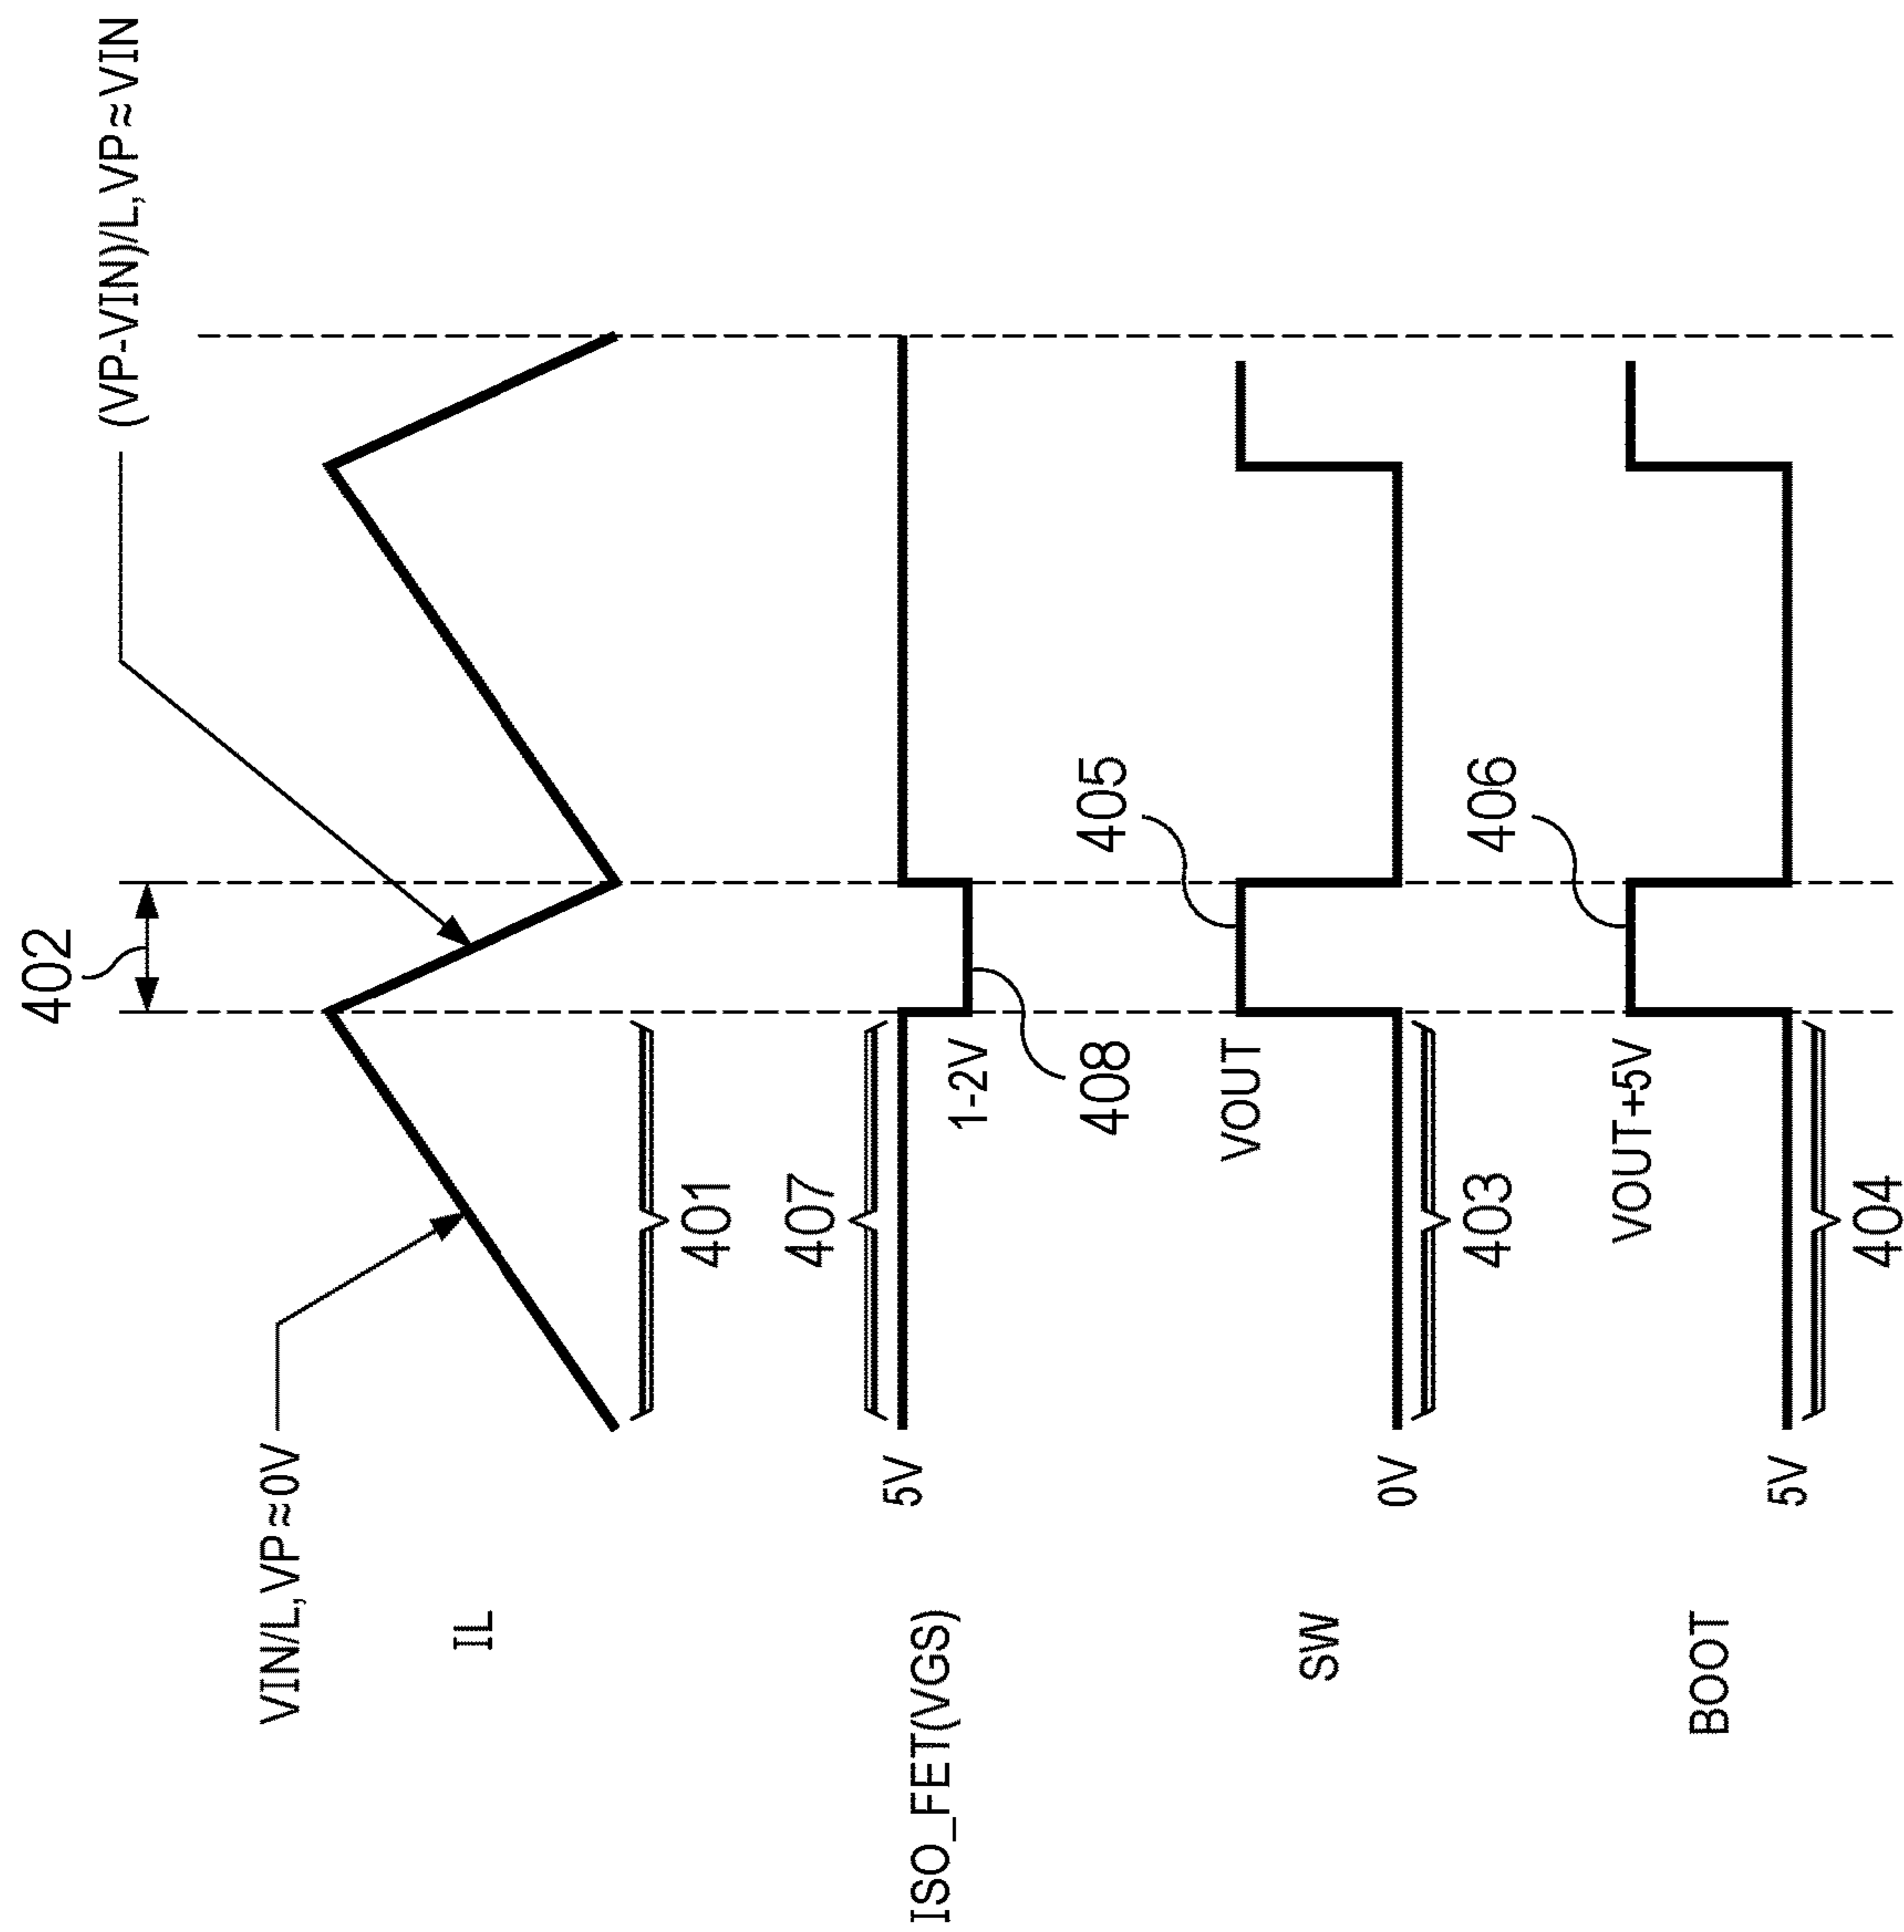 402
(VP-VIN)/L,VP≈VIN
VIN/L,VP≈0V
IL
401
407
ISO_FET(VGS)
5V
1-2V
408
405
VOUT
SW
0V
403
406
VOUT+5V
BOOT
5V
404